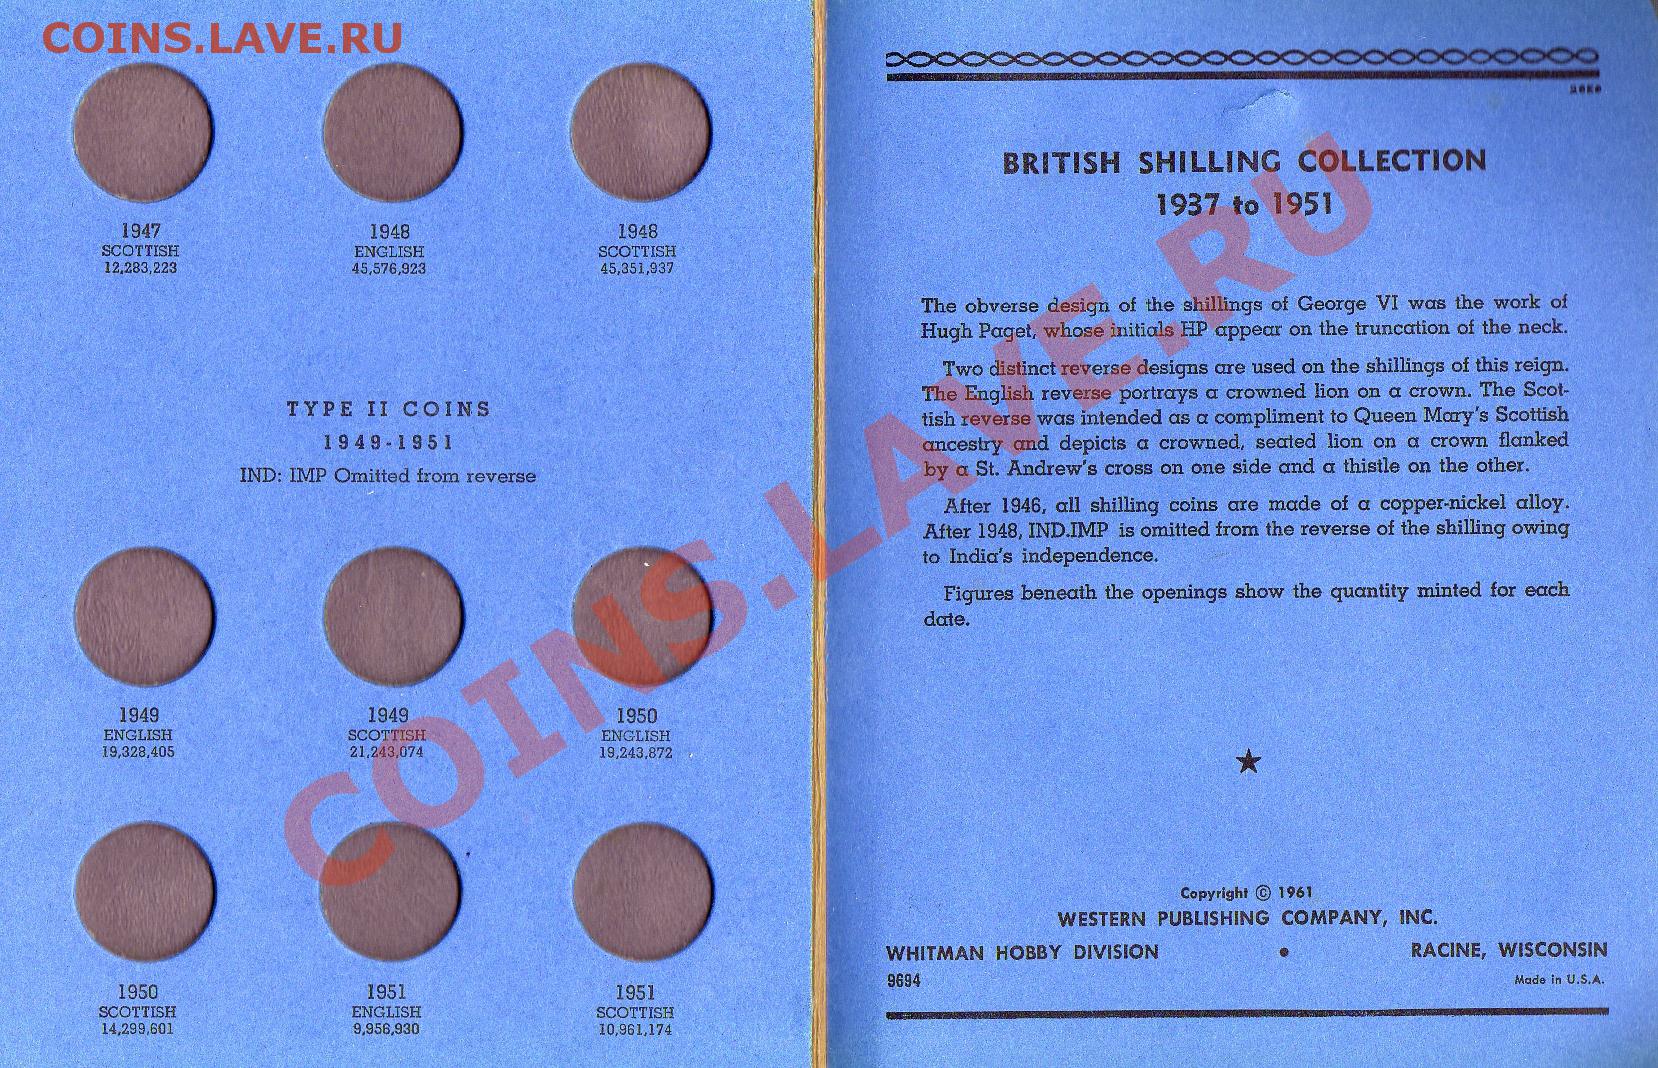 COINS.LAVE.RU
1947
SCOTTISH
12,283,223
1948
ENGLISH
45,576,923
1948
SCOTTISH
45,351,937
TYPE II COINS
1949-1951
IND: IMP Omitted from reverse
1949
ENGLISH
19,328,405
1949
SCOTTISH
21,243,074
1950
ENGLISH
19,243,872
1950
SCOTTISH
14,299,601
1951
ENGLISH
9,956,930
1951
SCOTTISH
10,961,174
BRITISH SHILLING COLLECTION
1937 to 1951
The obverse design of the shillings of George VI was the work of
Hugh Paget, whose initials HP appear on the truncation of the neck.
Two distinct reverse designs are used on the shillings of this reign.
The English reverse portrays a crowned lion on a crown. The Scot-
tish reverse was intended as a compliment to Queen Mary's Scottish
ancestry and depicts a crowned, seated lion on a crown flanked
by a St. Andrew's cross on one side and a thistle on the other.
After 1946, all shilling coins are made of a copper-nickel alloy.
After 1948, IND.IMP is omitted from the reverse of the shilling owing
to India's independence.
Figures beneath the openings show the quantity minted for each
date.
Copyright © 1961
WESTERN PUBLISHING COMPANY, INC.
WHITMAN HOBBY DIVISION • RACINE, WISCONSIN
9694 Made in U.S.A.
COINS.LAVE.RU